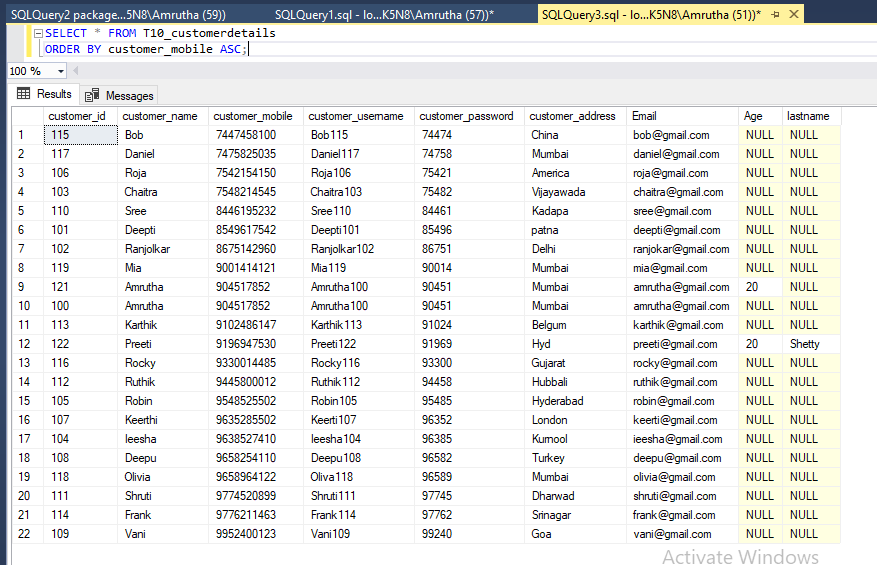 SQLQuery2 package...5N8\Amrutha (59)) SQLQuery1.sql - lo...K5N8\Amrutha (57))* SQLQuery3.sql - lo...K5N8\Amrutha (51))*
SELECT * FROM T10_customerdetails
ORDER BY customer_mobile ASC;
100 %
Results Messages
customer_id customer_name customer_mobile customer_username customer_password customer_address Email Age lastname
1 115 Bob 7447458100 Bob115 74474 China bob@gmail.com NULL NULL
2 117 Daniel 7475825035 Daniel117 74758 Mumbai daniel@gmail.com NULL NULL
3 106 Roja 7542154150 Roja106 75421 America roja@gmail.com NULL NULL
4 103 Chaitra 7548214545 Chaitra103 75482 Vijayawada chaitra@gmail.com NULL NULL
5 110 Sree 8446195232 Sree110 84461 Kadapa sree@gmail.com NULL NULL
6 101 Deepti 8549617542 Deepti101 85496 patna deepti@gmail.com NULL NULL
7 102 Ranjolkar 8675142960 Ranjolkar102 86751 Delhi ranjokar@gmail.com NULL NULL
8 119 Mia 9001414121 Mia119 90014 Mumbai mia@gmail.com NULL NULL
9 121 Amrutha 904517852 Amrutha100 90451 Mumbai amrutha@gmail.com 20 NULL
10 100 Amrutha 904517852 Amrutha100 90451 Mumbai amrutha@gmail.com NULL NULL
11 113 Karthik 9102486147 Karthik113 91024 Belgum karthik@gmail.com NULL NULL
12 122 Preeti 9196947530 Preeti122 91969 Hyd preeti@gmail.com 20 Shetty
13 116 Rocky 9330014485 Rocky116 93300 Gujarat rocky@gmail.com NULL NULL
14 112 Ruthik 9445800012 Ruthik112 94458 Hubbali ruthik@gmail.com NULL NULL
15 105 Robin 9548525502 Robin105 95485 Hyderabad robin@gmail.com NULL NULL
16 107 Keerthi 9635285502 Keerti107 96352 London keerti@gmail.com NULL NULL
17 104 Ieesha 9638527410 Ieesha104 96385 Kurnool ieesha@gmail.com NULL NULL
18 108 Deepu 9658254110 Deepu108 96582 Turkey deepu@gmail.com NULL NULL
19 118 Olivia 9658964122 Oliva118 96589 Mumbai olivia@gmail.com NULL NULL
20 111 Shruti 9774520899 Shruti111 97745 Dharwad shruti@gmail.com NULL NULL
21 114 Frank 9776211463 Frank114 97762 Srinagar frank@gmail.com NULL NULL
22 109 Vani 9952400123 Vani109 99240 Goa vani@gmail.com NULL NULL
Activate Windows